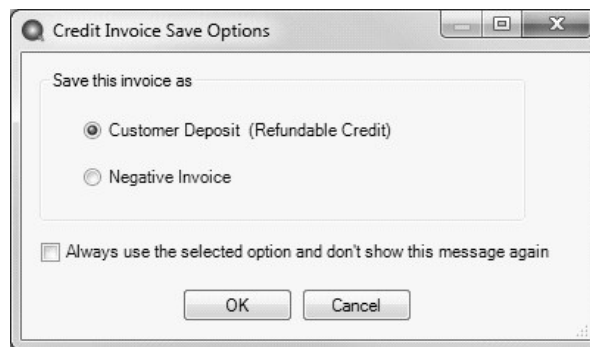 Credit Invoice Save Options
Save this invoice as
Customer Deposit (Refundable Credit)
Negative Invoice
Always use the selected option and don't show this message again
OK Cancel